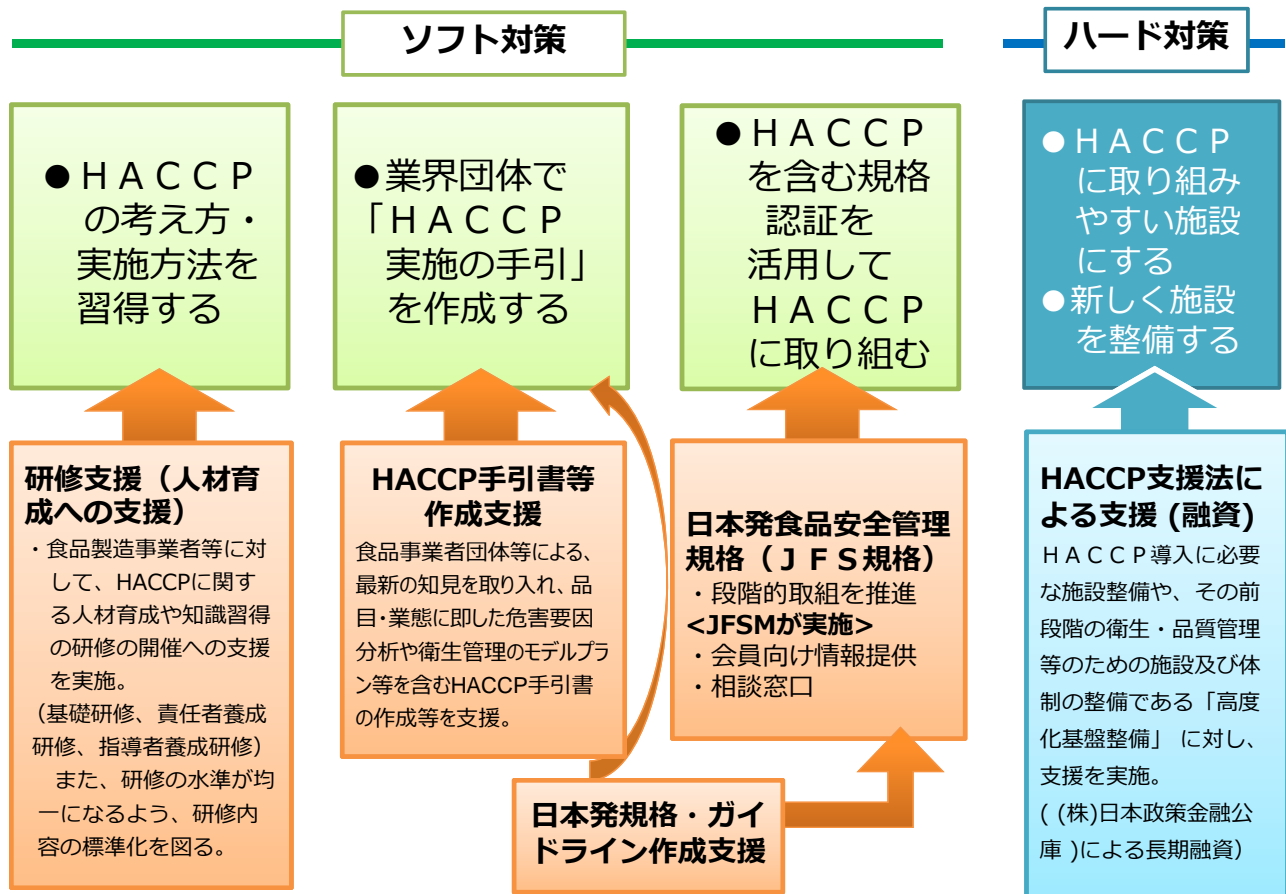 ソフト対策
ハード対策
●ＨＡＣＣＰ
の考え方・
実施方法を
習得する
●業界団体で
「ＨＡＣＣＰ
実施の手引」
を作成する
●ＨＡＣＣＰ
を含む規格
認証を
活用して
ＨＡＣＣＰ
に取り組む
●ＨＡＣＣＰ
に取り組み
やすい施設
にする
●新しく施設
を整備する
研修支援（人材育
成への支援）
・食品製造事業者等に対
して、HACCPに関す
る人材育成や知識習得
の研修の開催への支援
を実施。
（基礎研修、責任者養成
研修、指導者養成研修）
また、研修の水準が均
一になるよう、研修内
容の標準化を図る。
HACCP手引書等
作成支援
食品事業者団体等による、
最新の知見を取り入れ、品
目・業態に即した危害要因
分析や衛生管理のモデルプラ
ン等を含むHACCP手引書
の作成等を支援。
日本発食品安全管理
規格（ＪＦＳ規格）
・段階的取組を推進
<JFSMが実施>
・会員向け情報提供
・相談窓口
日本発規格・ガイ
ドライン作成支援
HACCP支援法に
よる支援 (融資)
ＨＡＣＣＰ導入に必要
な施設整備や、その前
段階の衛生・品質管理
等のための施設及び体
制の整備である「高度
化基盤整備」 に対し、
支援を実施。
( (株)日本政策金融公
庫 )による長期融資）